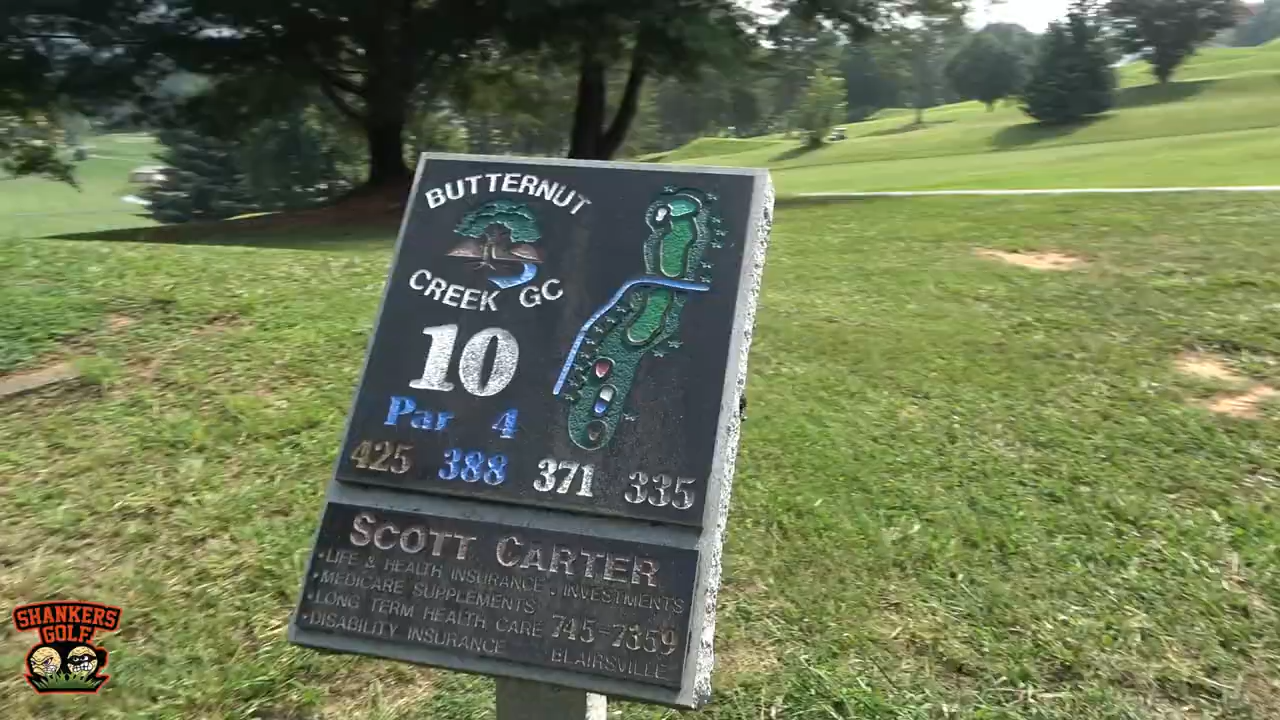 BUTTERNUT
CREEK GC
10
Par 4
425 388 371 335
SCOTT CARTER
•LIFE & HEALTH INSURANCE •INVESTMENTS
•MEDICARE SUPPLEMENTS
•LONG TERM HEALTH CARE 745-7359
•DISABILITY INSURANCE BLAIRSVILLE
SHANKERS
GOLF